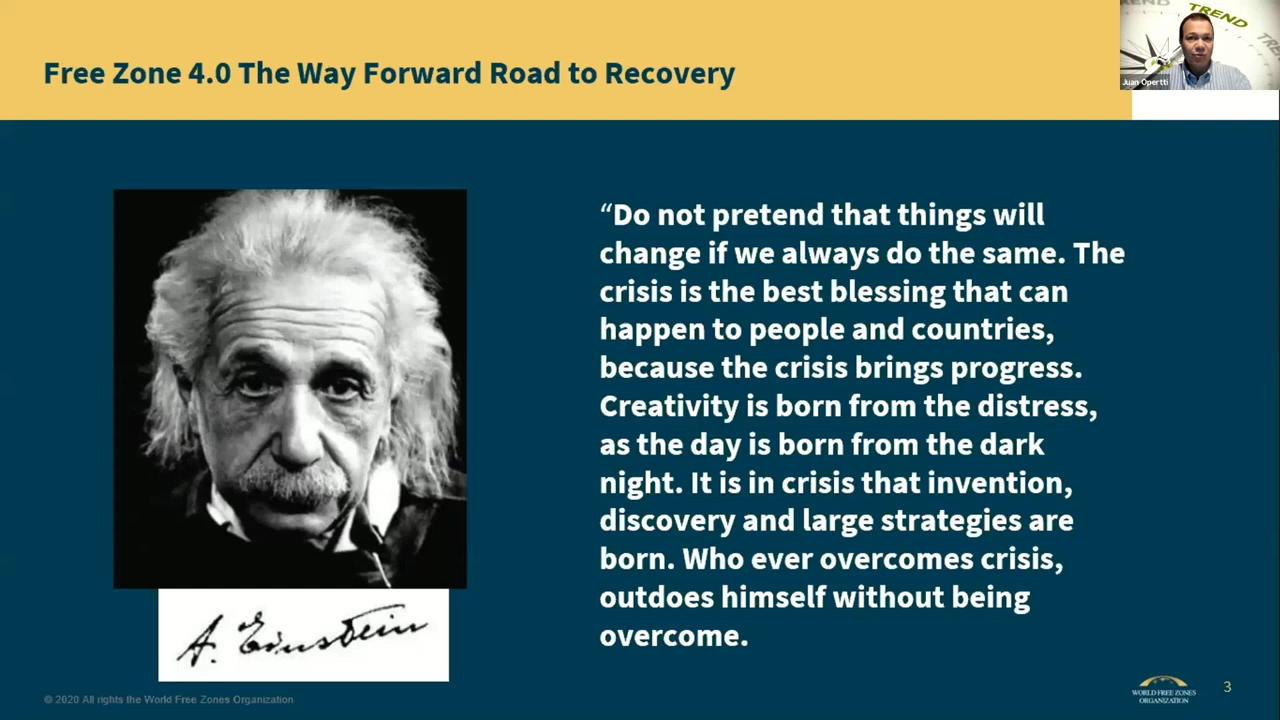 Free Zone 4.0 The Way Forward Road to Recovery
TREND
Juan Opertti
“Do not pretend that things will
change if we always do the same. The
crisis is the best blessing that can
happen to people and countries,
because the crisis brings progress.
Creativity is born from the distress,
as the day is born from the dark
night. It is in crisis that invention,
discovery and large strategies are
born. Who ever overcomes crisis,
outdoes himself without being
overcome.
A. Einstein
© 2020 All rights the World Free Zones Organization
WORLD FREE ZONES
ORGANIZATION
3